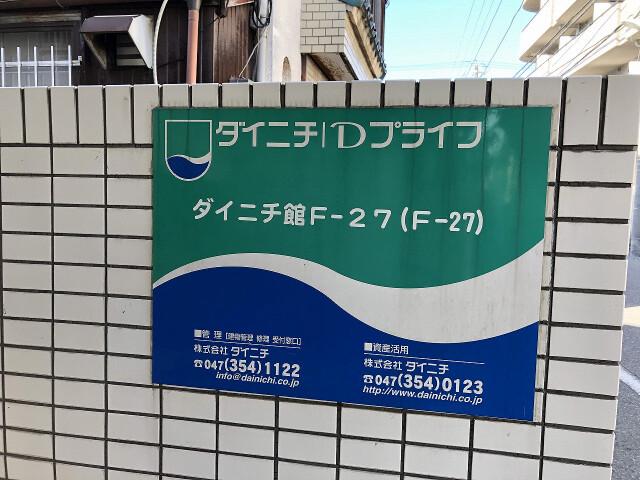 ダイニチ|Dプライフ
ダイニチ館F-27(F-27)
■管理[建物管理 修理 受付窓口]
株式会社 ダイニチ
☎047(354)1122
info@dainichi.co.jp
■資産活用
株式会社 ダイニチ
☎047(354)0123
http://www.dainichi.co.jp